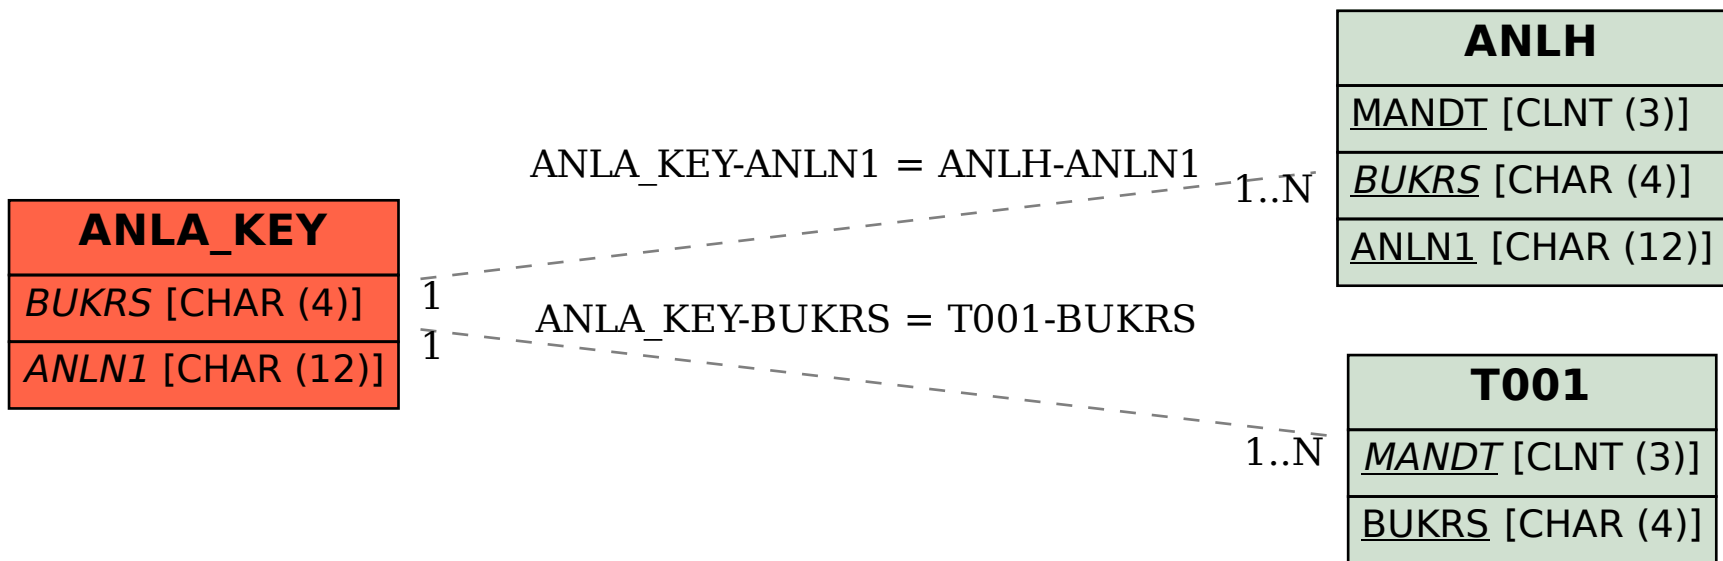 ANLA_KEY
BUKRS [CHAR (4)]
ANLN1 [CHAR (12)]
ANLA_KEY-ANLN1 = ANLH-ANLN1
1
1..N
ANLA_KEY-BUKRS = T001-BUKRS
1
1..N
ANLH
MANDT [CLNT (3)]
BUKRS [CHAR (4)]
ANLN1 [CHAR (12)]
T001
MANDT [CLNT (3)]
BUKRS [CHAR (4)]